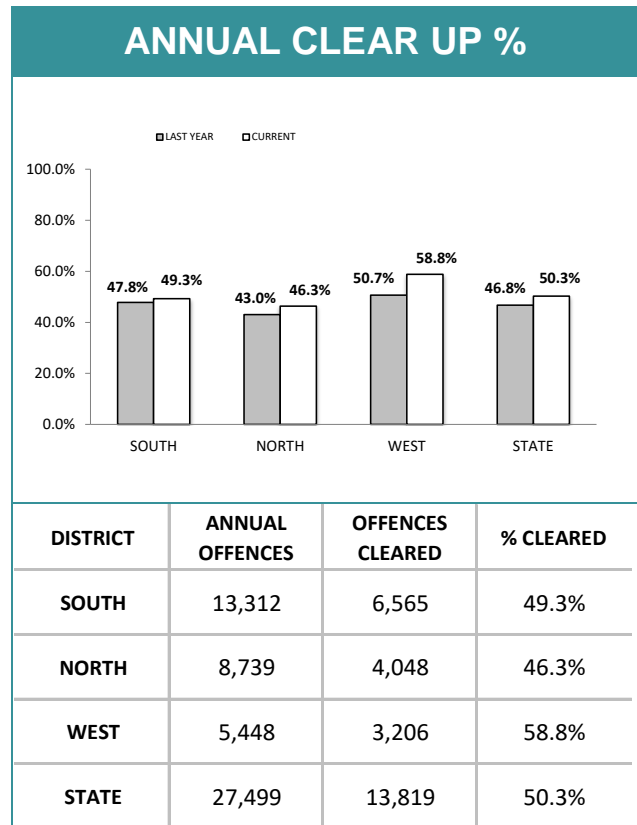 ANNUAL CLEAR UP %
LAST YEAR CURRENT
100.0%
80.0%
60.0%
40.0%
20.0%
0.0%
47.8% 49.3% 43.0% 46.3% 50.7% 58.8% 46.8% 50.3%
SOUTH NORTH WEST STATE
DISTRICT ANNUAL OFFENCES OFFENCES CLEARED % CLEARED
SOUTH 13,312 6,565 49.3%
NORTH 8,739 4,048 46.3%
WEST 5,448 3,206 58.8%
STATE 27,499 13,819 50.3%